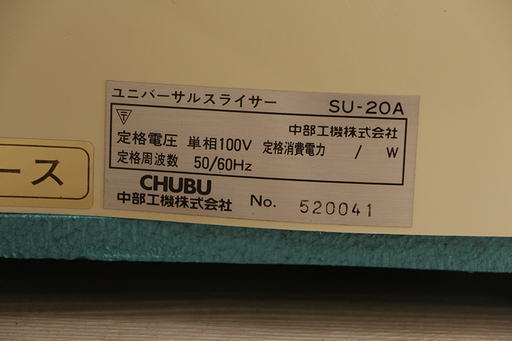 ユニバーサルスライサー SU-20A
〒 中部工機株式会社
定格電圧 単相100V 定格消費電力 / W
定格周波数 50/60Hz
CHUBU
中部工機株式会社 No. 520041
ース